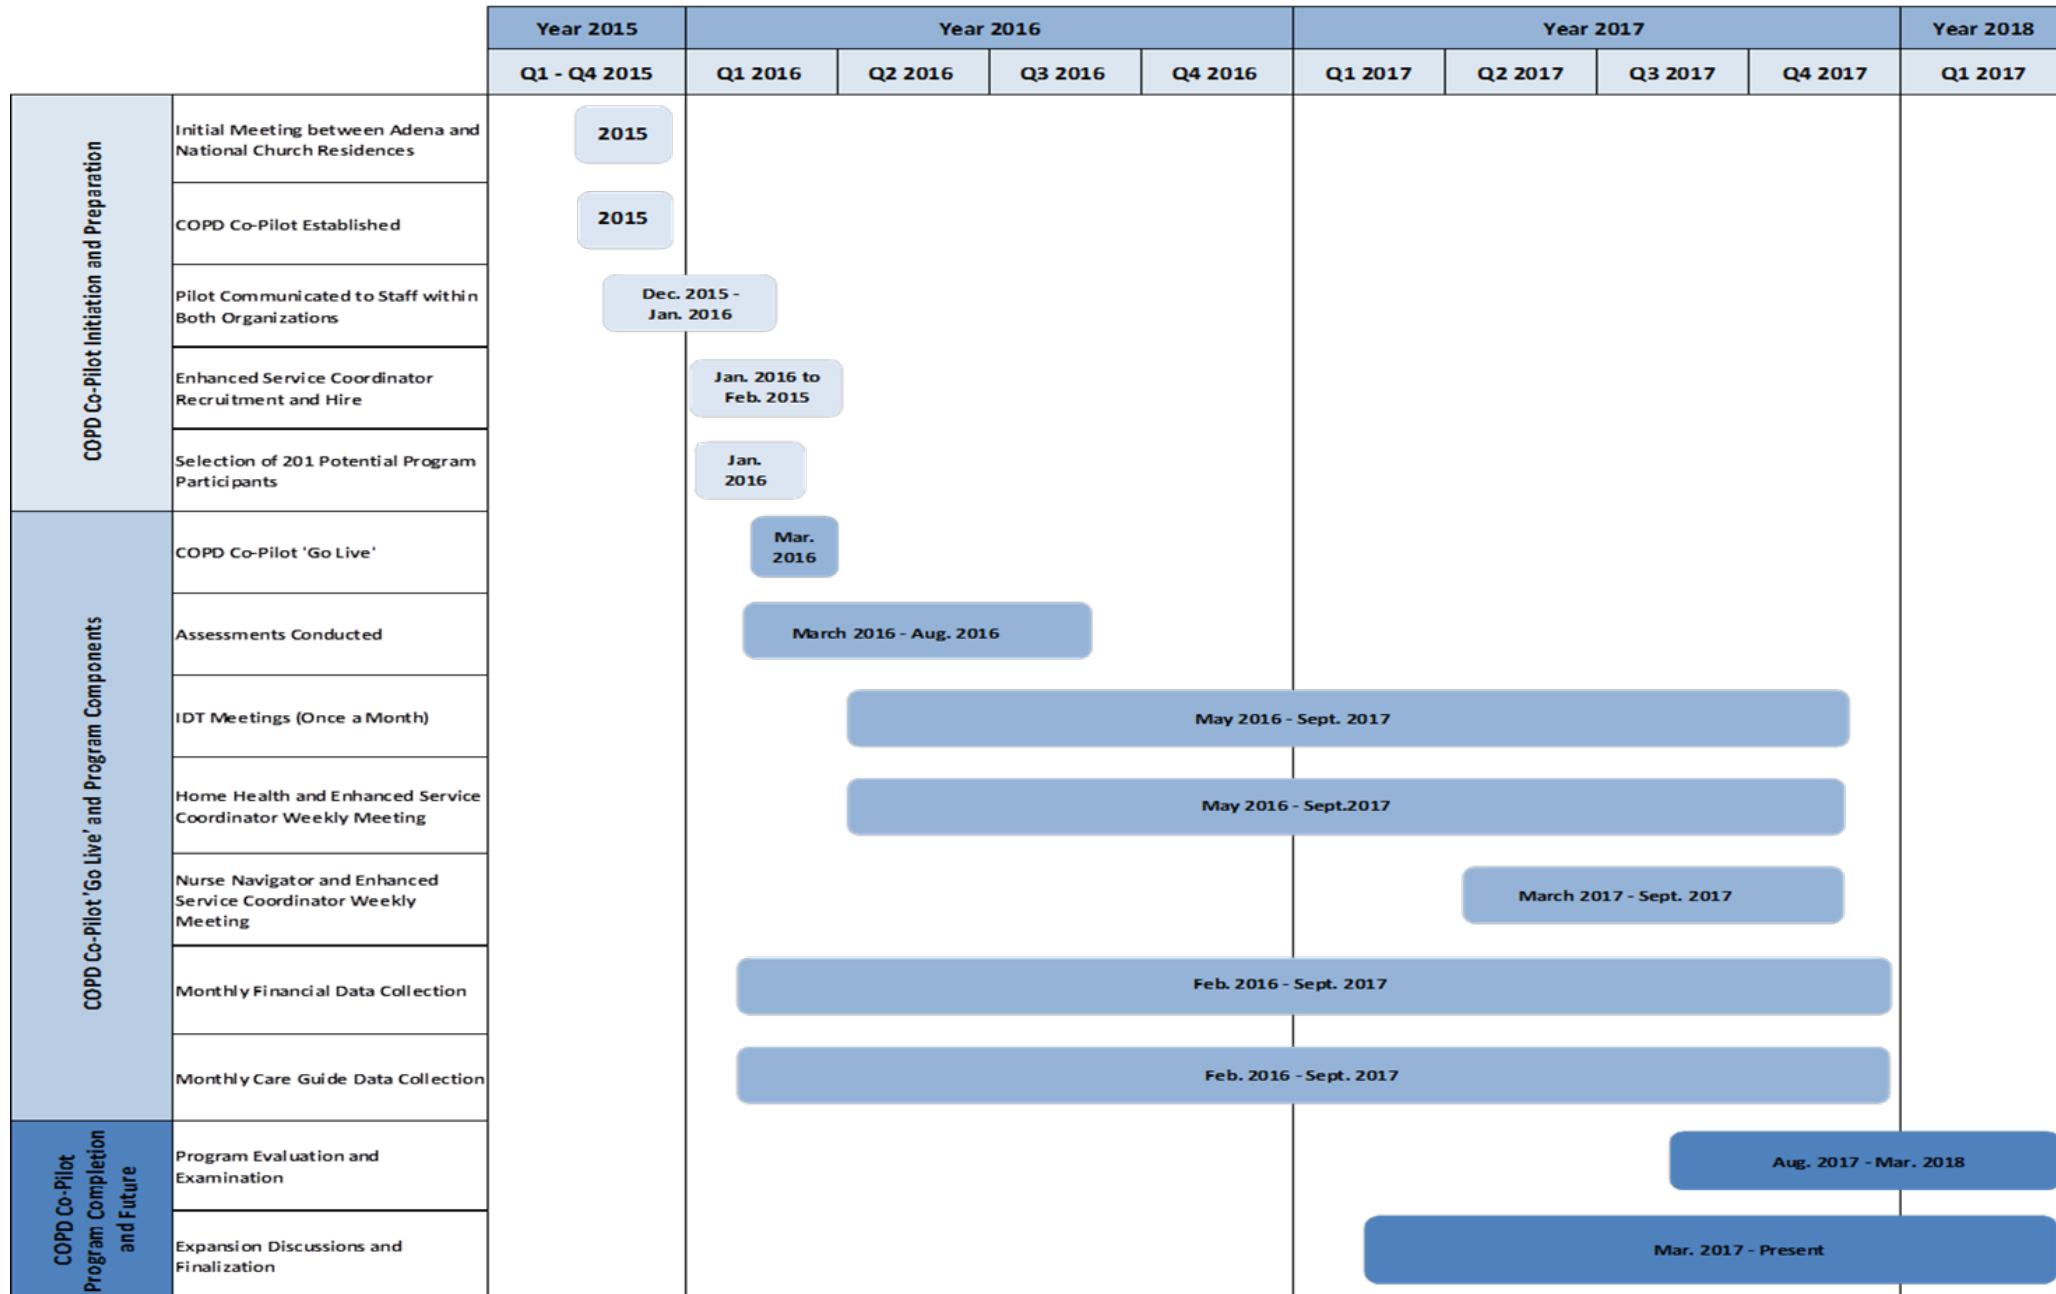 Year 2015 Year 2016 Year 2017 Year 2018
Q1 - Q4 2015 Q1 2016 Q2 2016 Q3 2016 Q4 2016 Q1 2017 Q2 2017 Q3 2017 Q4 2017 Q1 2017
COPD Co-Pilot Initiation and Preparation
Initial Meeting between Adena and
National Church Residences
2015
COPD Co-Pilot Established
2015
Pilot Communicated to Staff within
Both Organizations
Dec. 2015 -
Jan. 2016
Enhanced Service Coordinator
Recruitment and Hire
Jan. 2016 to
Feb. 2015
Selection of 201 Potential Program
Participants
Jan.
2016
COPD Co-Pilot 'Go Live' and Program Components
COPD Co-Pilot 'Go Live'
Mar.
2016
Assessments Conducted
March 2016 - Aug. 2016
IDT Meetings (Once a Month)
May 2016 - Sept. 2017
Home Health and Enhanced Service
Coordinator Weekly Meeting
May 2016 - Sept.2017
Nurse Navigator and Enhanced
Service Coordinator Weekly
Meeting
March 2017 - Sept. 2017
Monthly Financial Data Collection
Feb. 2016 - Sept. 2017
Monthly Care Guide Data Collection
Feb. 2016 - Sept. 2017
COPD Co-Pilot
Program Completion
and Future
Program Evaluation and
Examination
Aug. 2017 - Mar. 2018
Expansion Discussions and
Finalization
Mar. 2017 - Present